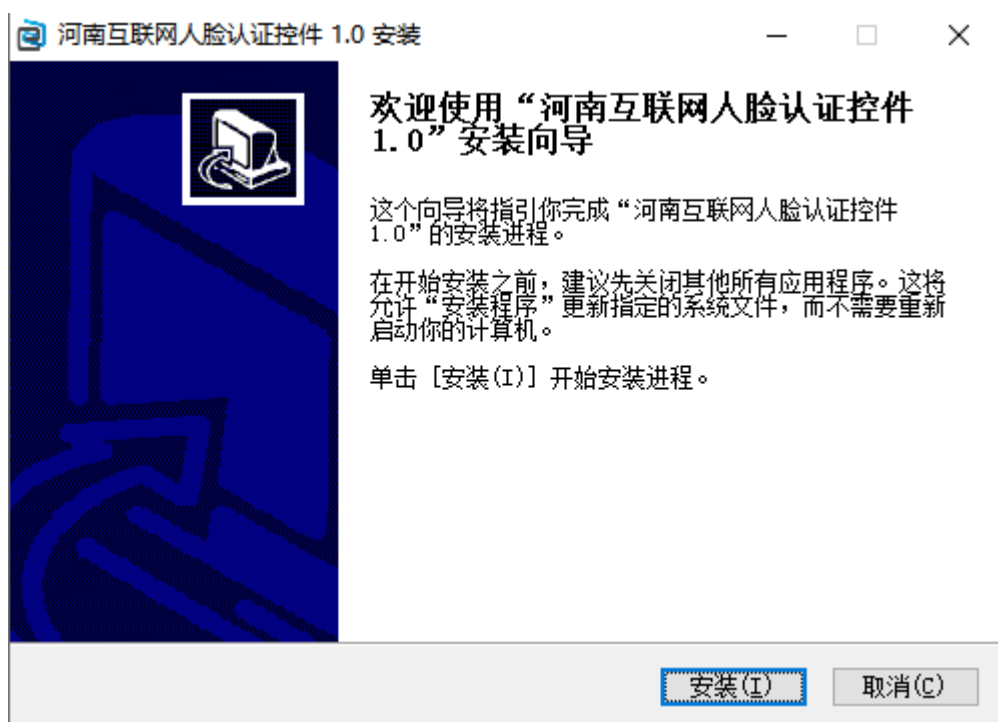 河南互联网人脸认证控件 1.0 安装
欢迎使用“河南互联网人脸认证控件
1.0”安装向导
这个向导将指引你完成“河南互联网人脸认证控件
1.0”的安装进程。
在开始安装之前，建议先关闭其他所有应用程序。这将
允许“安装程序”更新指定的系统文件，而不需要重新
启动你的计算机。
单击 [安装(I)] 开始安装进程。
安装(I)
取消(C)